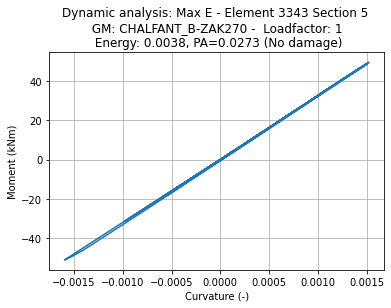 Dynamic analysis: Max E - Element 3343 Section 5
GM: CHALFANT_B-ZAK270 -  Loadfactor: 1
Energy: 0.0038, PA=0.0273 (No damage)
Moment (kNm)
40
20
0
−20
−40
−0.0015 −0.0010 −0.0005 0.0000 0.0005 0.0010 0.0015
Curvature (-)